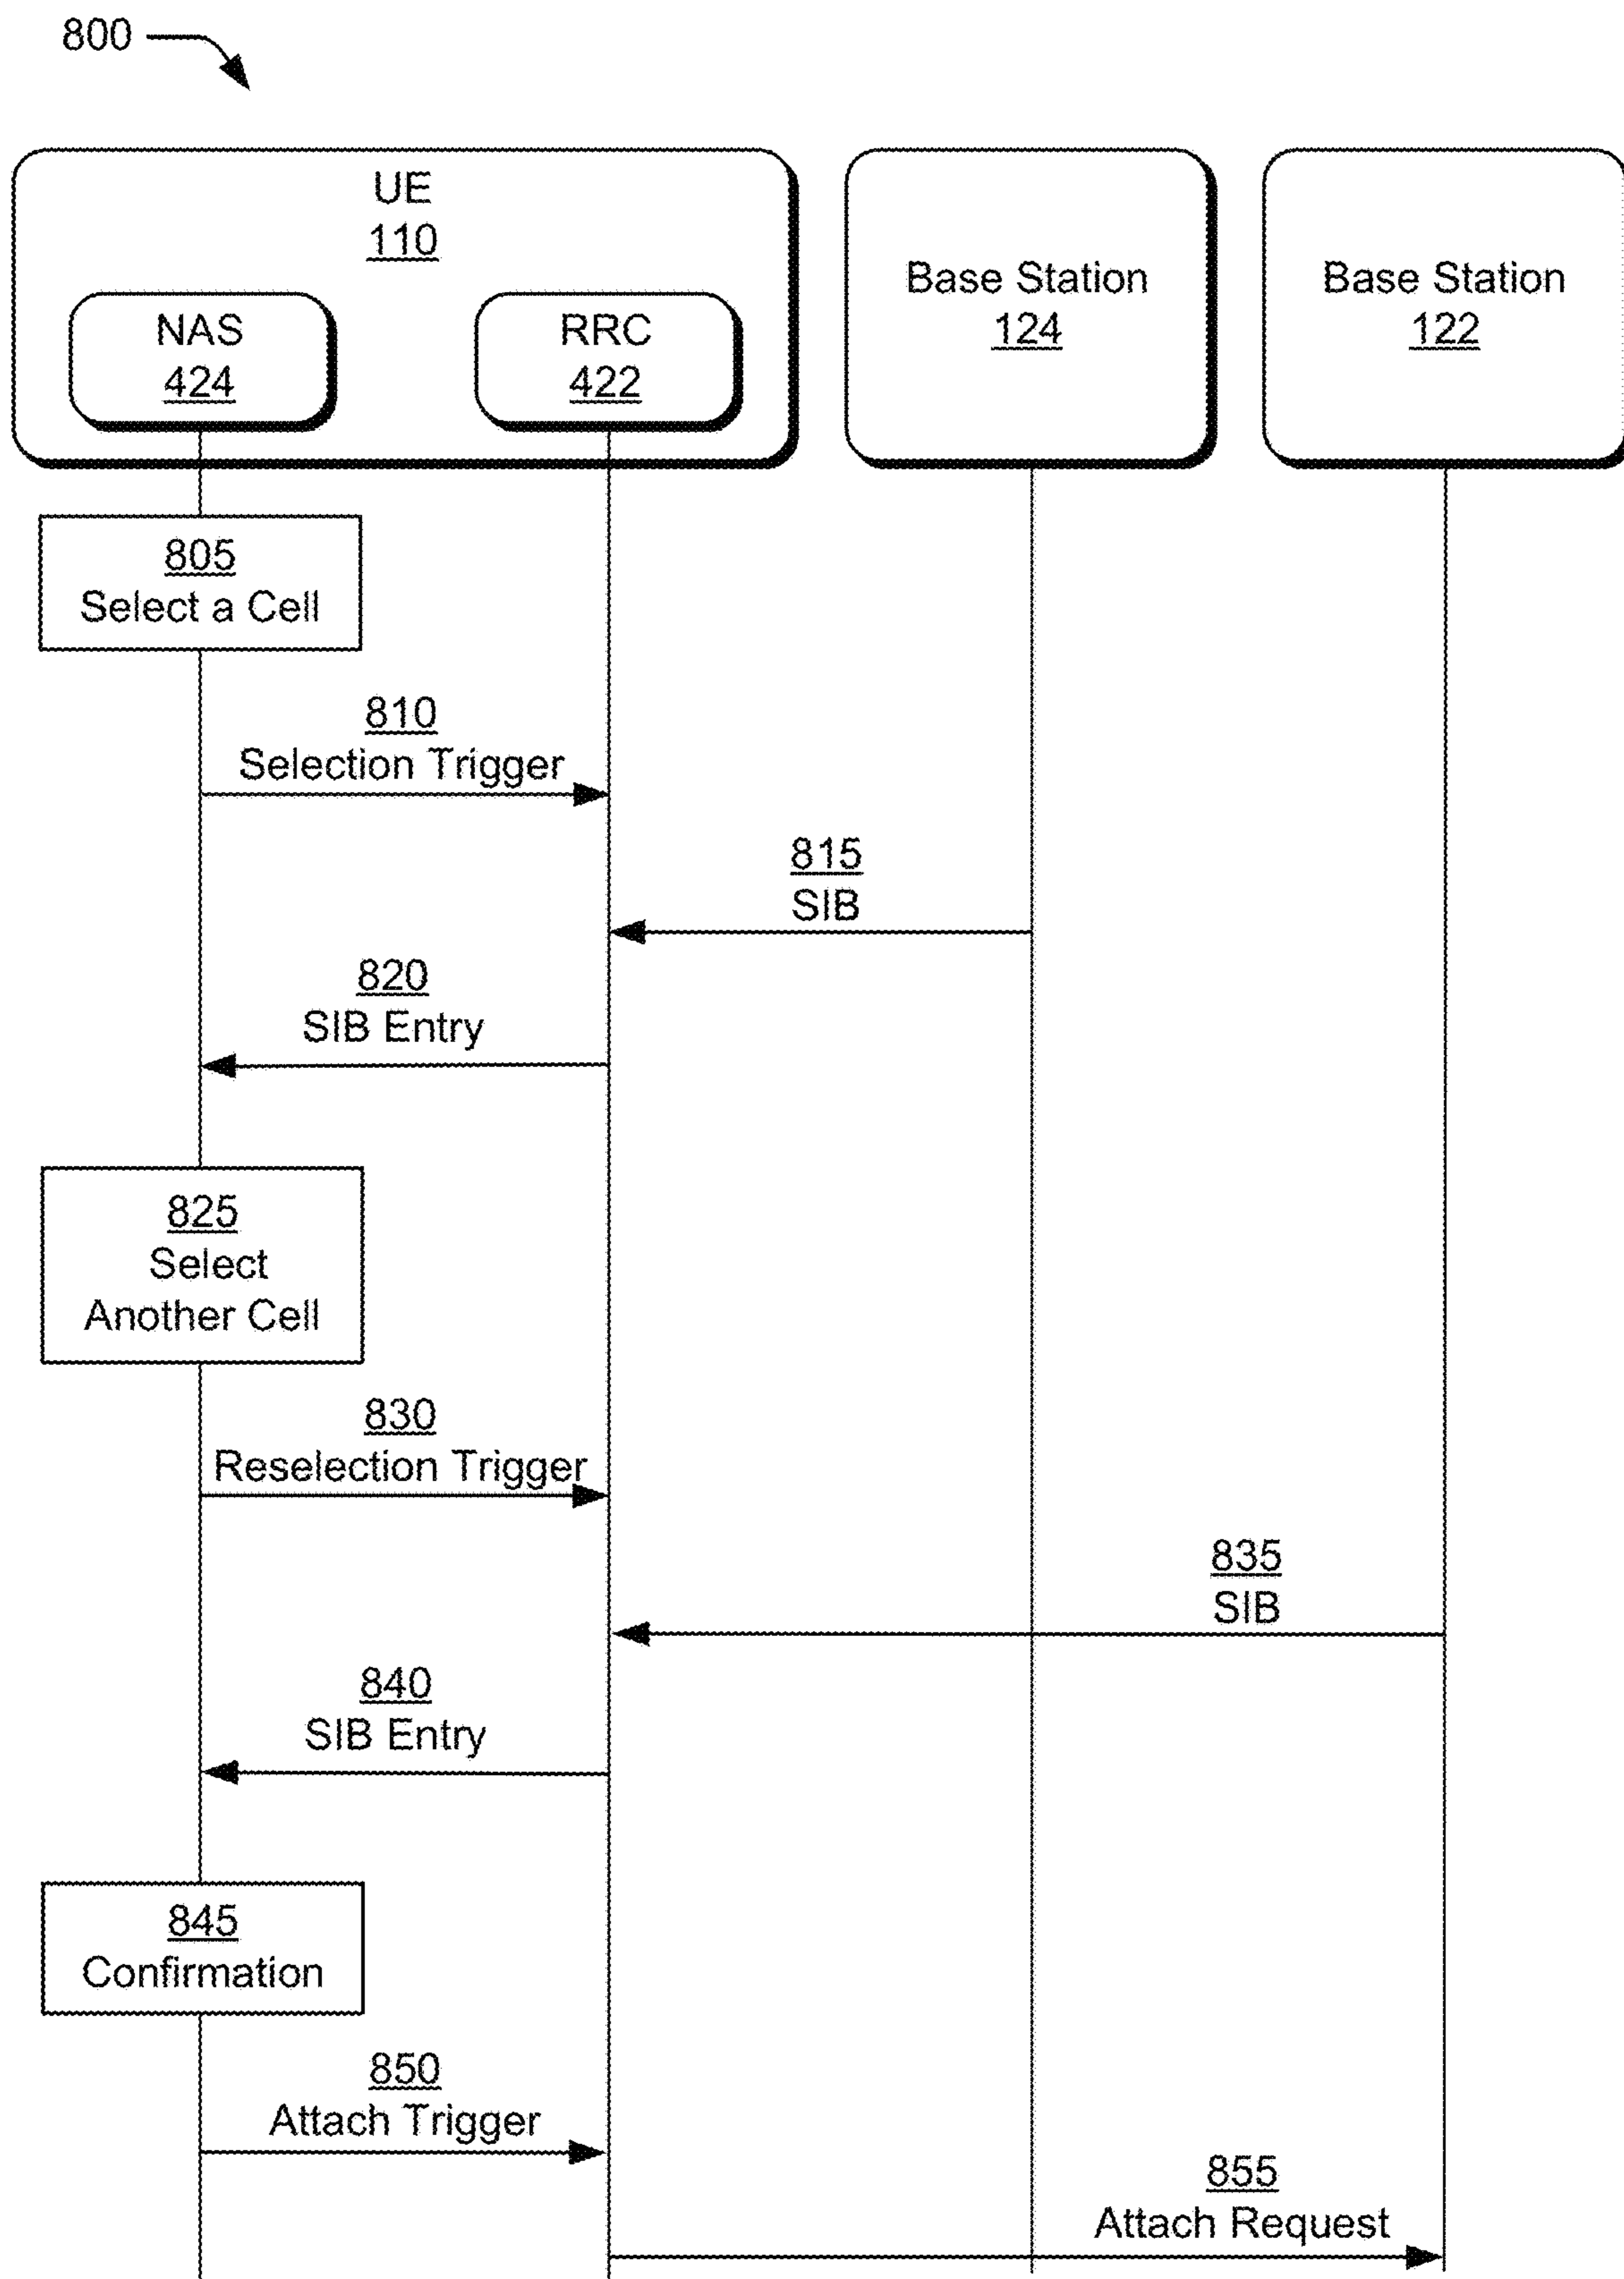 800
UE
110
NAS
424
RRC
422
Base Station
124
Base Station
122
805
Select a Cell
810
Selection Trigger
815
SIB
820
SIB Entry
825
Select
Another Cell
830
Reselection Trigger
835
SIB
840
SIB Entry
845
Confirmation
850
Attach Trigger
855
Attach Request